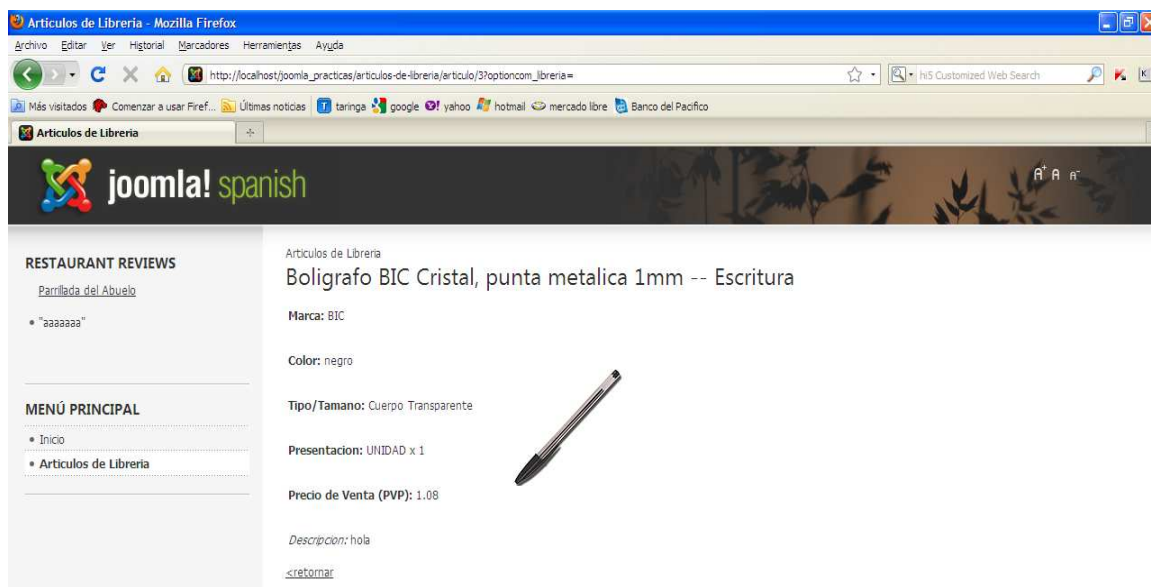 Articulos de Libreria - Mozilla Firefox
Archivo Editar Ver Historial Marcadores Herramientas Ayuda
http://localhost/joomla_practicas/articulos-de-libreria/articulo/3?optioncom_libreria=
hi5 Customized Web Search
Más visitados Comenzar a usar Firef... Últimas noticias taringa google yahoo hotmail mercado libre Banco del Pacifico
Articulos de Libreria
joomla! spanish
A+ A A-
RESTAURANT REVIEWS
Parrillada del Abuelo
"aaaaaaa"
MENÚ PRINCIPAL
Inicio
Articulos de Libreria
Articulos de Libreria
Boligrafo BIC Cristal, punta metalica 1mm -- Escritura
Marca: BIC
Color: negro
Tipo/Tamano: Cuerpo Transparente
Presentacion: UNIDAD x 1
Precio de Venta (PVP): 1.08
Descripcion: hola
<retornar